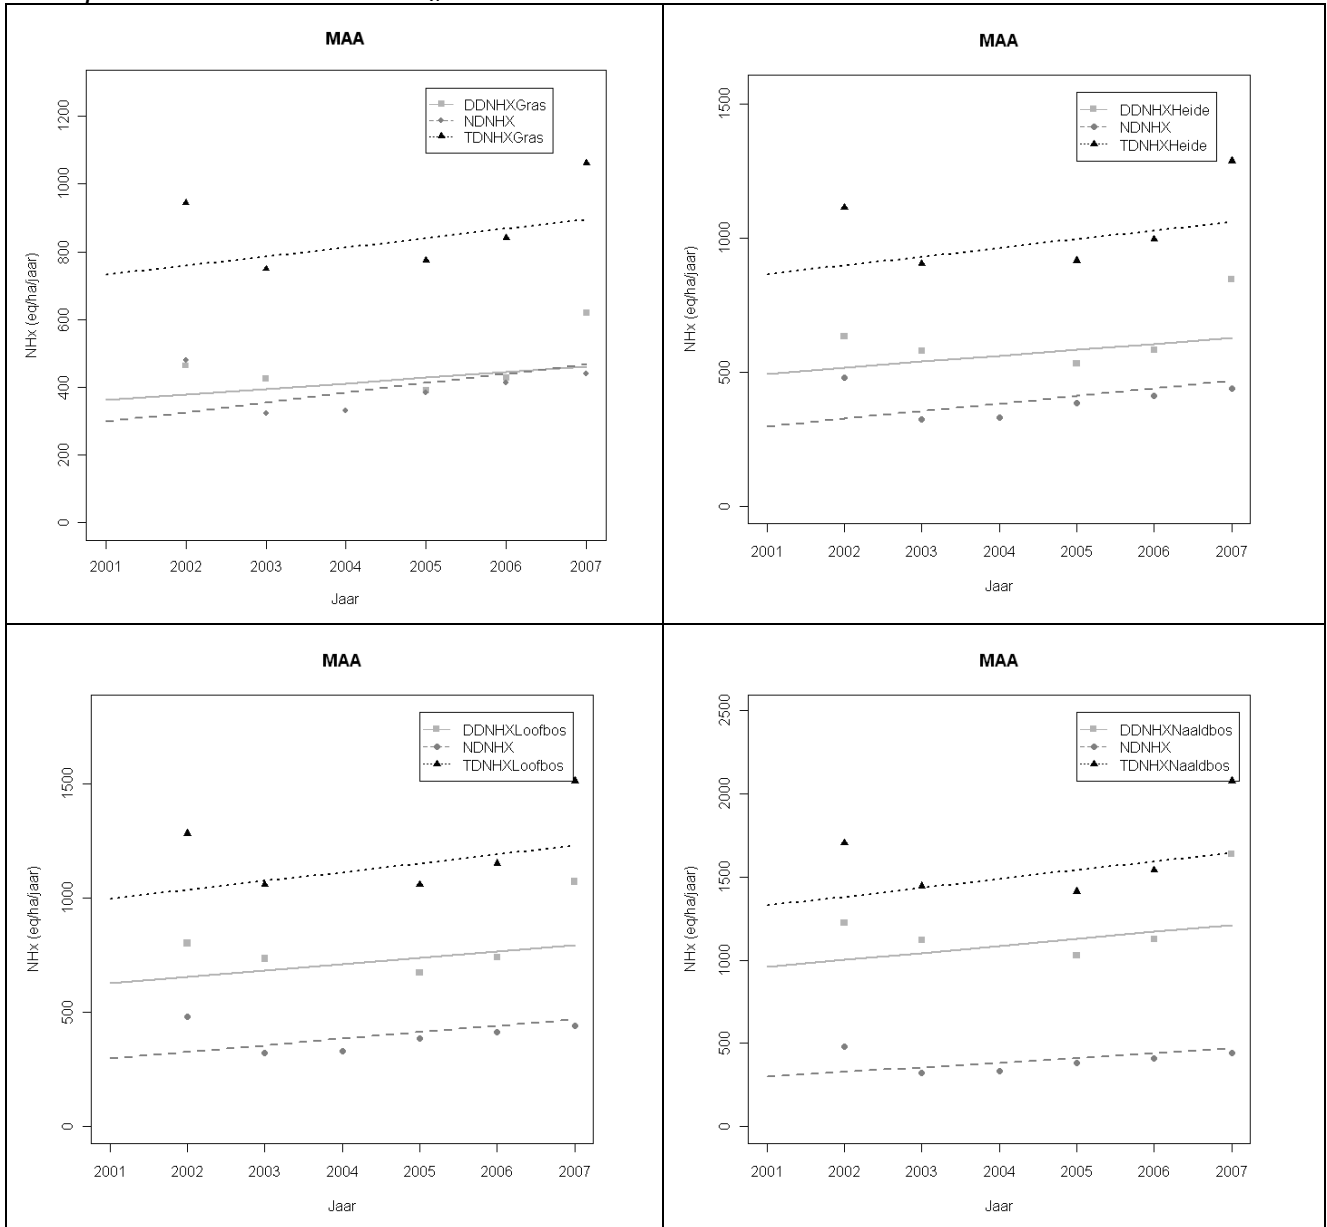 MAA
NHx (eq/ha/jaar)
1200
1000
800
600
400
200
0
DDNHXGras
NDNHX
TDNHXGras
2001 2002 2003 2004 2005 2006 2007
Jaar
MAA
NHx (eq/ha/jaar)
1500
1000
500
0
DDNHXHeide
NDNHX
TDNHXHeide
2001 2002 2003 2004 2005 2006 2007
Jaar
MAA
NHx (eq/ha/jaar)
1500
1000
500
0
DDNHXLoofbos
NDNHX
TDNHXLoofbos
2001 2002 2003 2004 2005 2006 2007
Jaar
MAA
NHx (eq/ha/jaar)
2500
2000
1500
1000
500
0
DDNHXNaaldbos
NDNHX
TDNHXNaaldbos
2001 2002 2003 2004 2005 2006 2007
Jaar